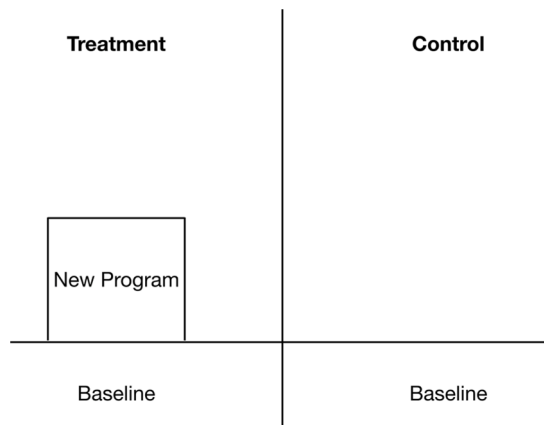 Treatment
Control
New Program
Baseline
Baseline